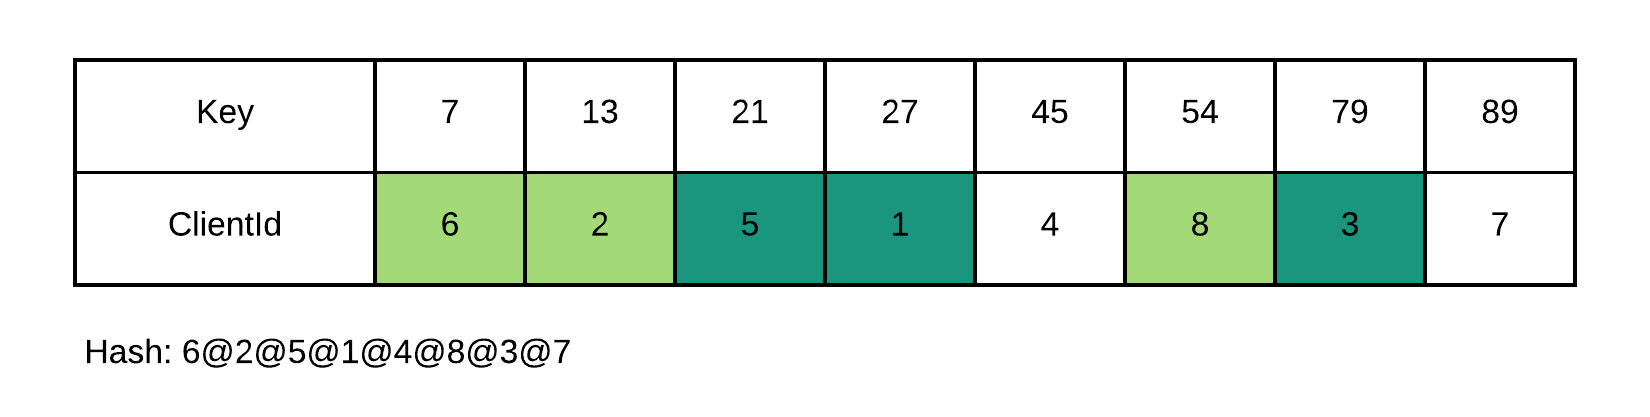 Key 7 13 21 27 45 54 79 89
ClientId 6 2 5 1 4 8 3 7
Hash: 6@2@5@1@4@8@3@7